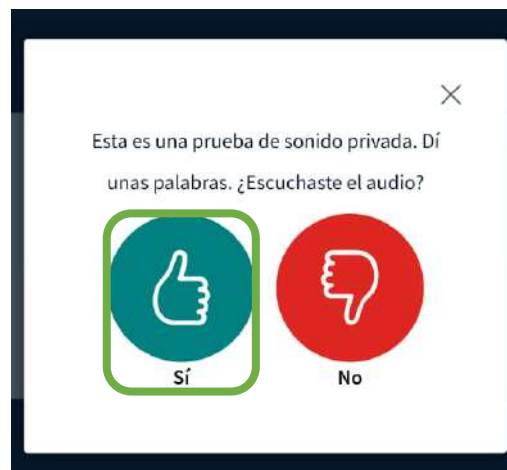 Esta es una prueba de sonido privada. Dí
unas palabras. ¿Escuchaste el audio?
Sí
No